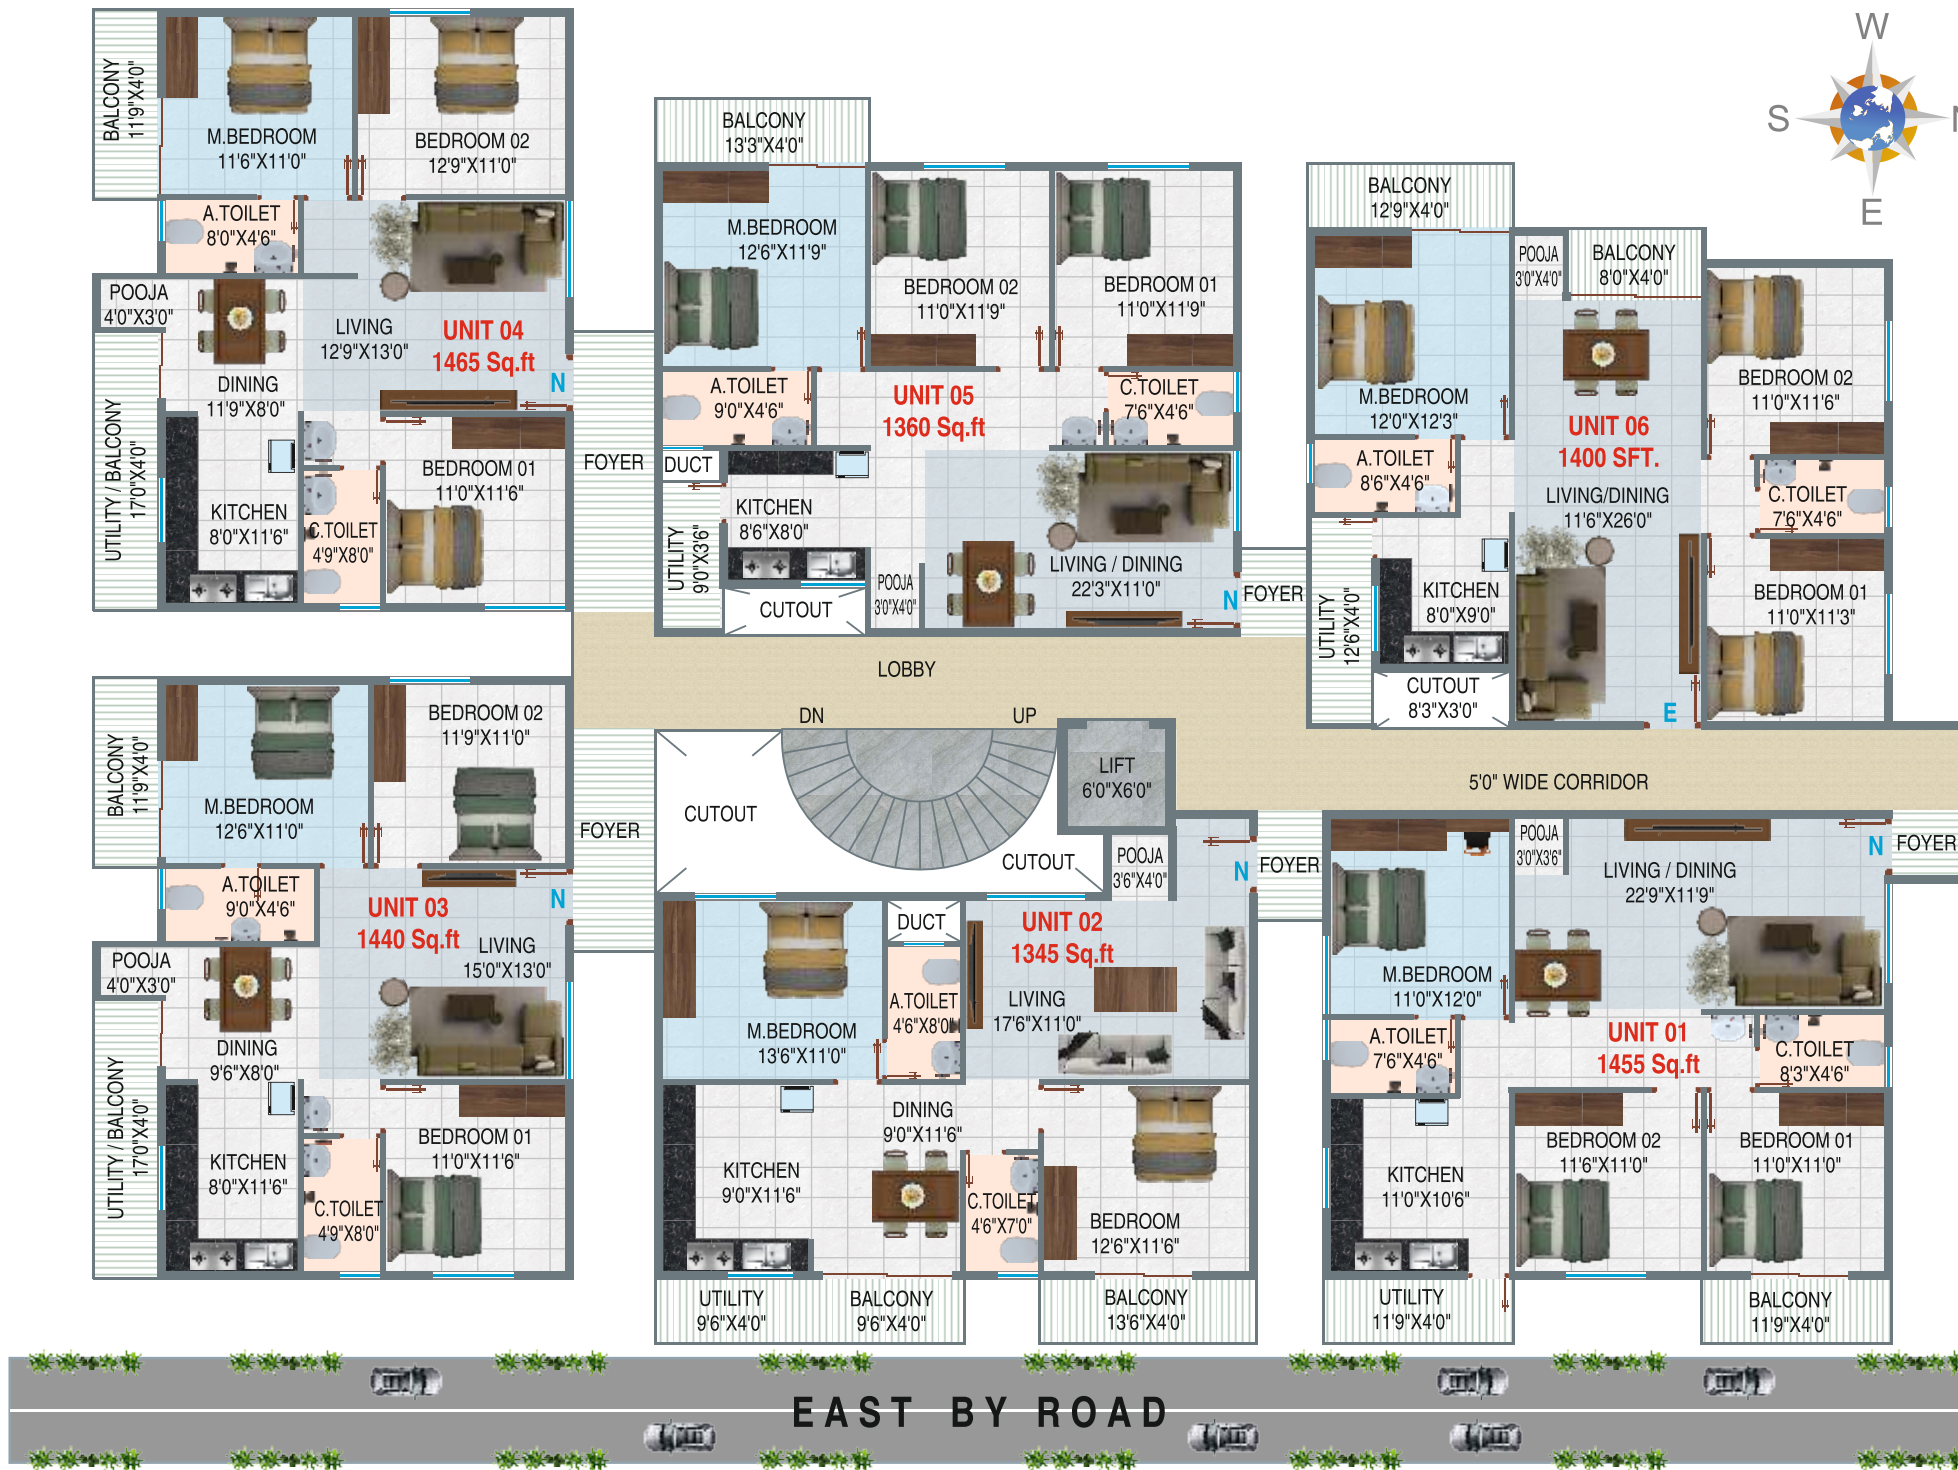 W
S
N
E
BALCONY
11'9"X4'0"
M.BEDROOM
11'6"X11'0"
BEDROOM 02
12'9"X11'0"
A.TOILET
8'0"X4'6"
POOJA
4'0"X3'0"
LIVING
12'9"X13'0"
UNIT 04
1465 Sq.ft
N
DINING
11'9"X8'0"
UTILITY / BALCONY
17'0"X4'0"
KITCHEN
8'0"X11'6"
C.TOILET
4'9"X8'0"
BEDROOM 01
11'0"X11'6"
FOYER
BALCONY
13'3"X4'0"
M.BEDROOM
12'6"X11'9"
BEDROOM 02
11'0"X11'9"
BEDROOM 01
11'0"X11'9"
A.TOILET
9'0"X4'6"
UNIT 05
1360 Sq.ft
C.TOILET
7'6"X4'6"
DUCT
UTILITY
9'0"X3'6"
KITCHEN
8'6"X8'0"
CUTOUT
POOJA
3'0"X4'0"
LIVING / DINING
22'3"X11'0"
N
FOYER
BALCONY
12'9"X4'0"
POOJA
3'0"X4'0"
BALCONY
8'0"X4'0"
M.BEDROOM
12'0"X12'3"
BEDROOM 02
11'0"X11'6"
UNIT 06
1400 SFT.
A.TOILET
8'6"X4'6"
LIVING/DINING
11'6"X26'0"
C.TOILET
7'6"X4'6"
UTILITY
12'6"X4'0"
KITCHEN
8'0"X9'0"
BEDROOM 01
11'0"X11'3"
CUTOUT
8'3"X3'0"
E
LOBBY
DN
UP
LIFT
6'0"X6'0"
5'0" WIDE CORRIDOR
CUTOUT
CUTOUT
BALCONY
11'9"X4'0"
M.BEDROOM
12'6"X11'0"
BEDROOM 02
11'9"X11'0"
FOYER
A.TOILET
9'0"X4'6"
UNIT 03
1440 Sq.ft
N
LIVING
15'0"X13'0"
POOJA
4'0"X3'0"
DINING
9'6"X8'0"
UTILITY / BALCONY
17'0"X4'0"
KITCHEN
8'0"X11'6"
C.TOILET
4'9"X8'0"
BEDROOM 01
11'0"X11'6"
POOJA
3'6"X4'0"
N
FOYER
DUCT
UNIT 02
1345 Sq.ft
M.BEDROOM
13'6"X11'0"
A.TOILET
4'6"X8'0"
LIVING
17'6"X11'0"
DINING
9'0"X11'6"
KITCHEN
9'0"X11'6"
C.TOILET
4'6"X7'0"
BEDROOM
12'6"X11'6"
UTILITY
9'6"X4'0"
BALCONY
9'6"X4'0"
BALCONY
13'6"X4'0"
POOJA
3'0"X3'6"
LIVING / DINING
22'9"X11'9"
N
FOYER
M.BEDROOM
11'0"X12'0"
A.TOILET
7'6"X4'6"
UNIT 01
1455 Sq.ft
C.TOILET
8'3"X4'6"
KITCHEN
11'0"X10'6"
BEDROOM 02
11'6"X11'0"
BEDROOM 01
11'0"X11'0"
UTILITY
11'9"X4'0"
BALCONY
11'9"X4'0"
EAST BY ROAD